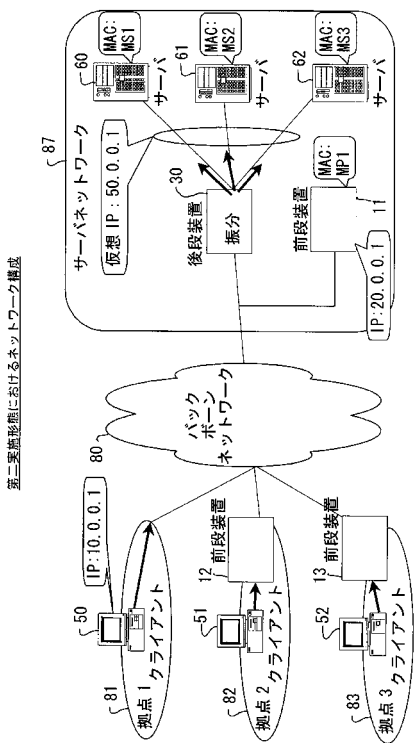 第二実施形態におけるネットワーク構成
87
サーバネットワーク
仮想 IP：50.0.0.1
60
MAC:
MS1
サーバ
61
MAC:
MS2
サーバ
62
MAC:
MS3
サーバ
30
後段装置
振分
前段装置
MAC:
MP1
11
IP:20.0.0.1
80
バック
ボーン
ネットワーク
IP:10.0.0.1
50
81
拠点1
クライアント
12
前段装置
51
82
拠点2
クライアント
13
前段装置
52
83
拠点3
クライアント